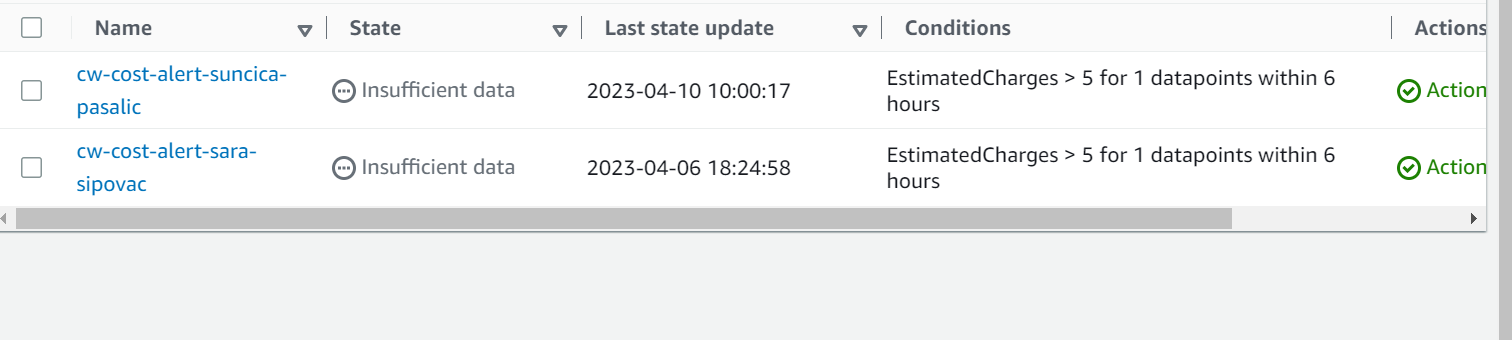 Name State Last state update Conditions Actions
cw-cost-alert-suncica-
pasalic
Insufficient data
2023-04-10 10:00:17
EstimatedCharges > 5 for 1 datapoints within 6
hours
Action
cw-cost-alert-sara-
sipovac
Insufficient data
2023-04-06 18:24:58
EstimatedCharges > 5 for 1 datapoints within 6
hours
Action